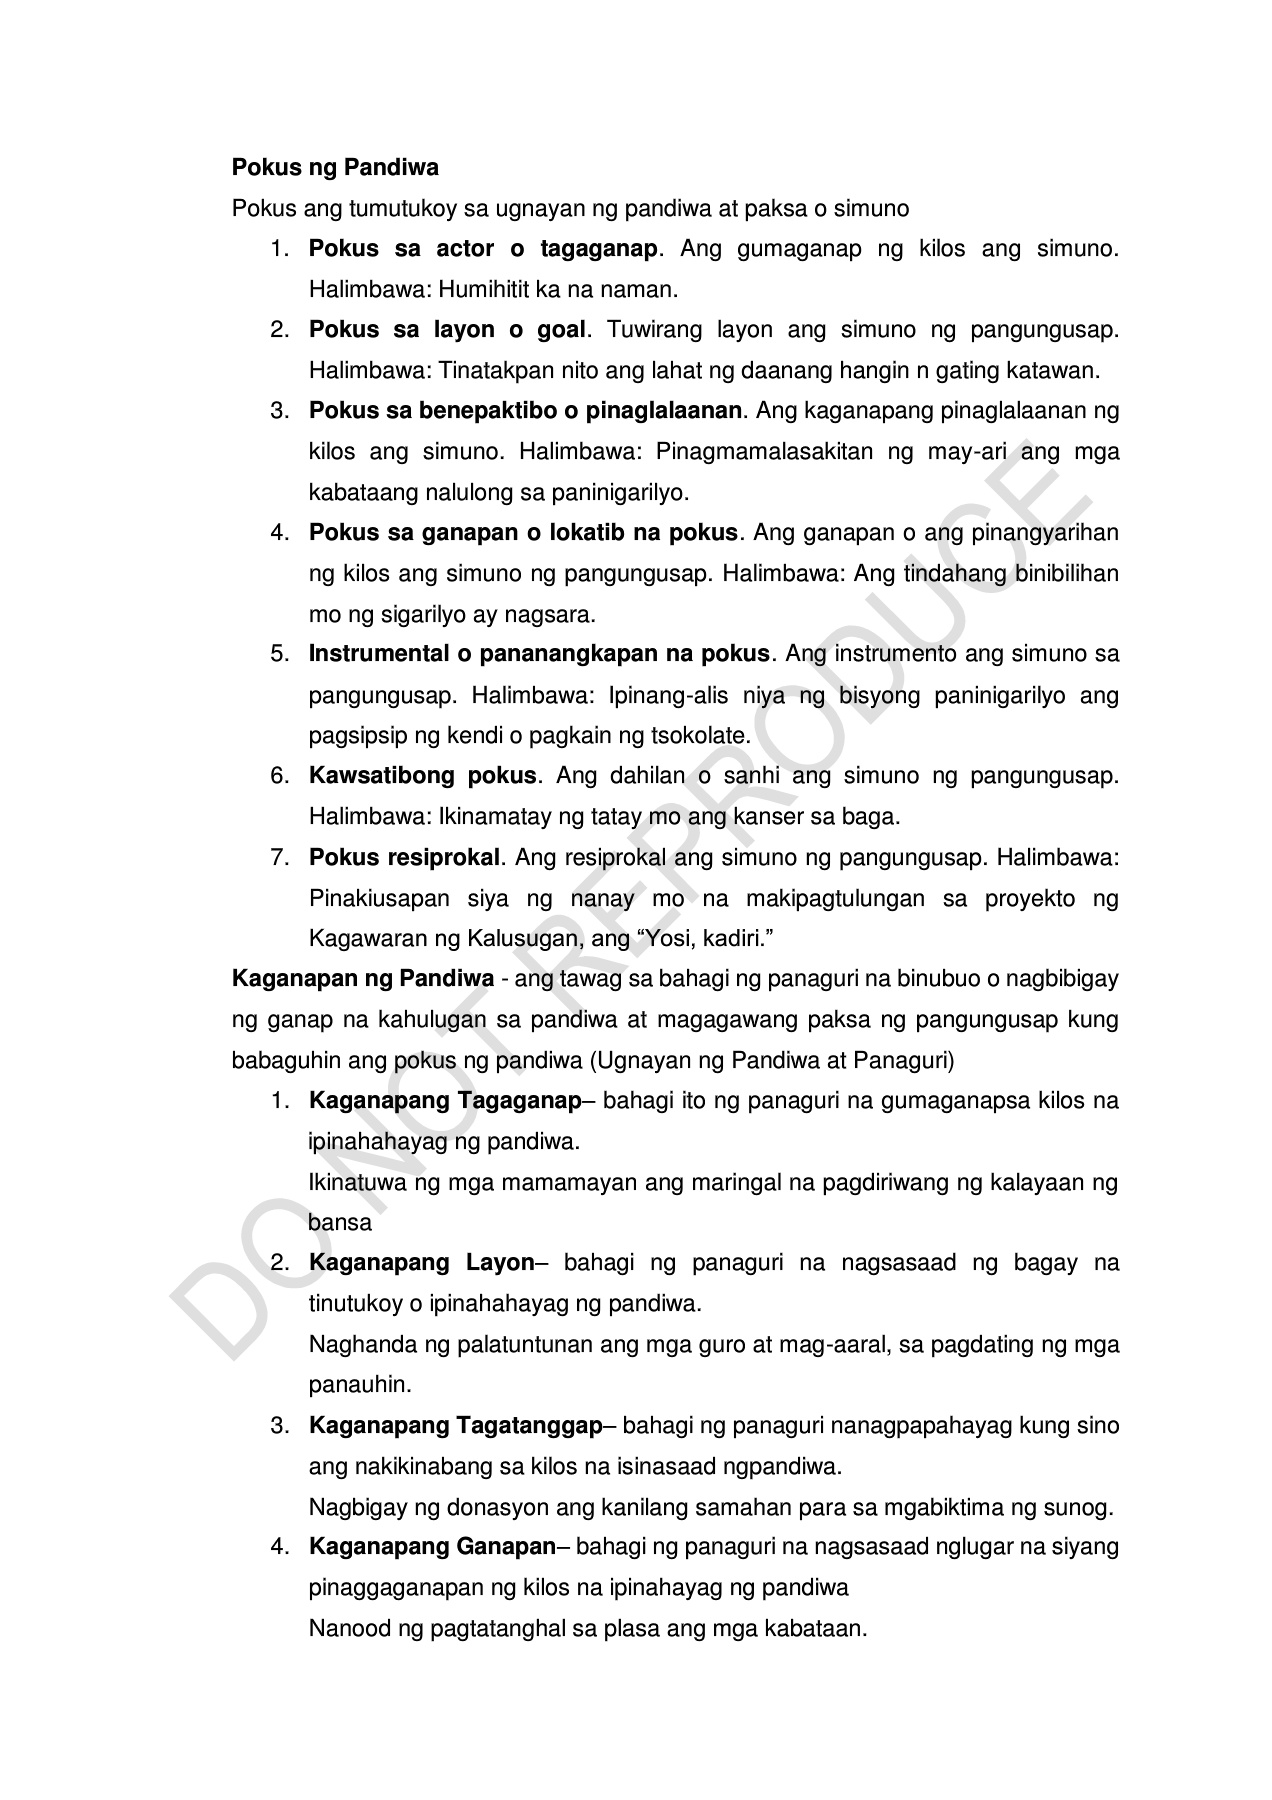 Pokus ng Pandiwa
Pokus ang tumutukoy sa ugnayan ng pandiwa at paksa o simuno
1. Pokus sa actor o tagaganap. Ang gumaganap ng kilos ang simuno.
Halimbawa: Humihitit ka na naman.
2. Pokus sa layon o goal. Tuwirang layon ang simuno ng pangungusap.
Halimbawa: Tinatakpan nito ang lahat ng daanang hangin n gating katawan.
3. Pokus sa benepaktibo o pinaglalaanan. Ang kaganapang pinaglalaanan ng
kilos ang simuno. Halimbawa: Pinagmamalasakitan ng may-ari ang mga
kabataang nalulong sa paninigarilyo.
4. Pokus sa ganapan o lokatib na pokus. Ang ganapan o ang pinangyarihan
ng kilos ang simuno ng pangungusap. Halimbawa: Ang tindahang binibilihan
mo ng sigarilyo ay nagsara.
5. Instrumental o pananangkapan na pokus. Ang instrumento ang simuno sa
pangungusap. Halimbawa: Ipinang-alis niya ng bisyong paninigarilyo ang
pagsipsip ng kendi o pagkain ng tsokolate.
6. Kawsatibong pokus. Ang dahilan o sanhi ang simuno ng pangungusap.
Halimbawa: Ikinamatay ng tatay mo ang kanser sa baga.
7. Pokus resiprokal. Ang resiprokal ang simuno ng pangungusap. Halimbawa:
Pinakiusapan siya ng nanay mo na makipagtulungan sa proyekto ng
Kagawaran ng Kalusugan, ang “Yosi, kadiri.”
Kaganapan ng Pandiwa - ang tawag sa bahagi ng panaguri na binubuo o nagbibigay
ng ganap na kahulugan sa pandiwa at magagawang paksa ng pangungusap kung
babaguhin ang pokus ng pandiwa (Ugnayan ng Pandiwa at Panaguri)
1. Kaganapang Tagaganap– bahagi ito ng panaguri na gumaganapsa kilos na
ipinahahayag ng pandiwa.
Ikinatuwa ng mga mamamayan ang maringal na pagdiriwang ng kalayaan ng
bansa
2. Kaganapang Layon– bahagi ng panaguri na nagsasaad ng bagay na
tinutukoy o ipinahahayag ng pandiwa.
Naghanda ng palatuntunan ang mga guro at mag-aaral, sa pagdating ng mga
panauhin.
3. Kaganapang Tagatanggap– bahagi ng panaguri nanagpapahayag kung sino
ang nakikinabang sa kilos na isinasaad ngpandiwa.
Nagbigay ng donasyon ang kanilang samahan para sa mgabiktima ng sunog.
4. Kaganapang Ganapan– bahagi ng panaguri na nagsasaad nglugar na siyang
pinaggaganapan ng kilos na ipinahayag ng pandiwa
Nanood ng pagtatanghal sa plasa ang mga kabataan.
DO NOT REPRODUCE